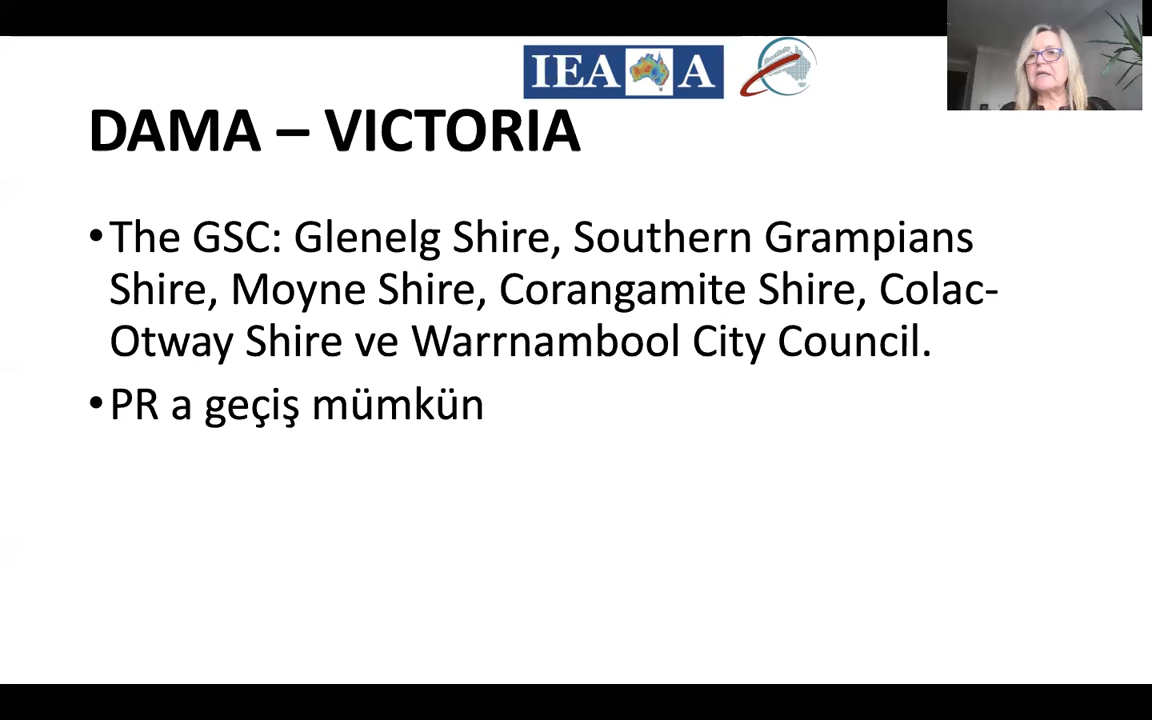 IEA A
DAMA – VICTORIA
•The GSC: Glenelg Shire, Southern Grampians
Shire, Moyne Shire, Corangamite Shire, Colac-
Otway Shire ve Warrnambool City Council.
•PR a geçiş mümkün